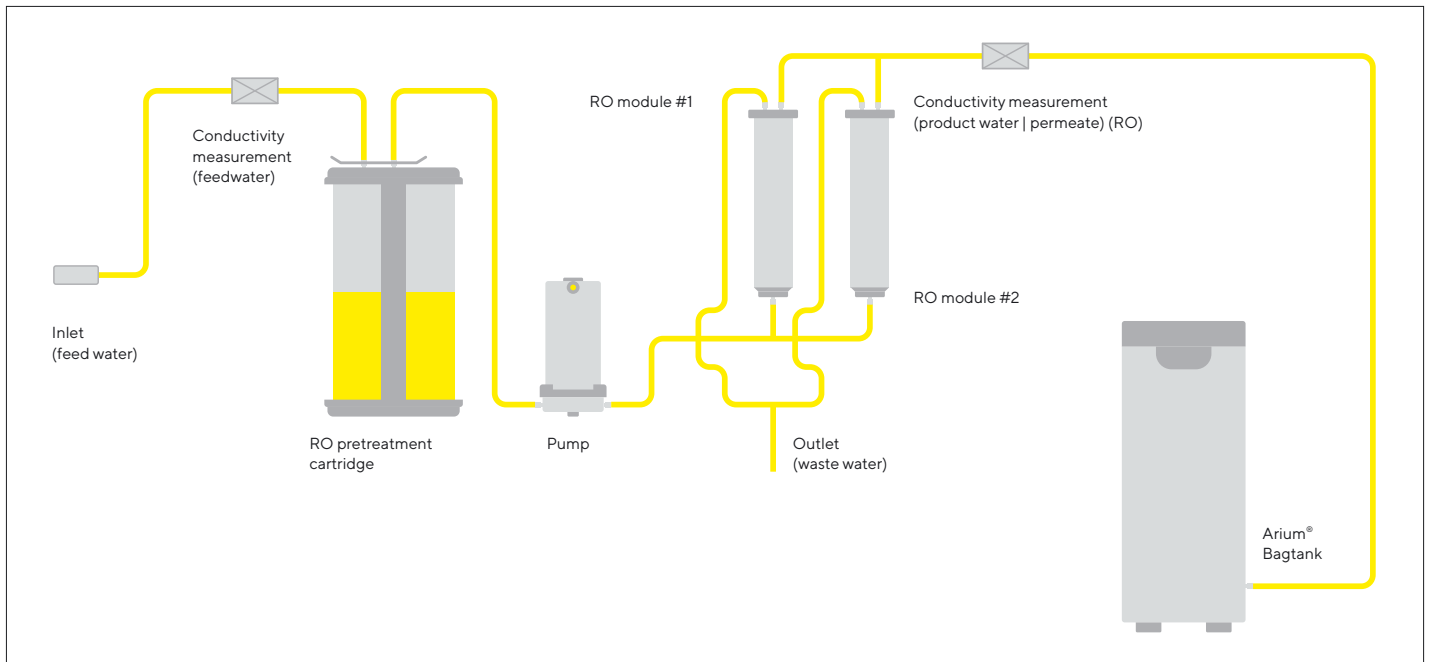 RO module #1
Conductivity measurement
(product water | permeate) (RO)
Conductivity
measurement
(feedwater)
RO module #2
Inlet
(feed water)
RO pretreatment
cartridge
Pump
Outlet
(waste water)
Arium®
Bagtank